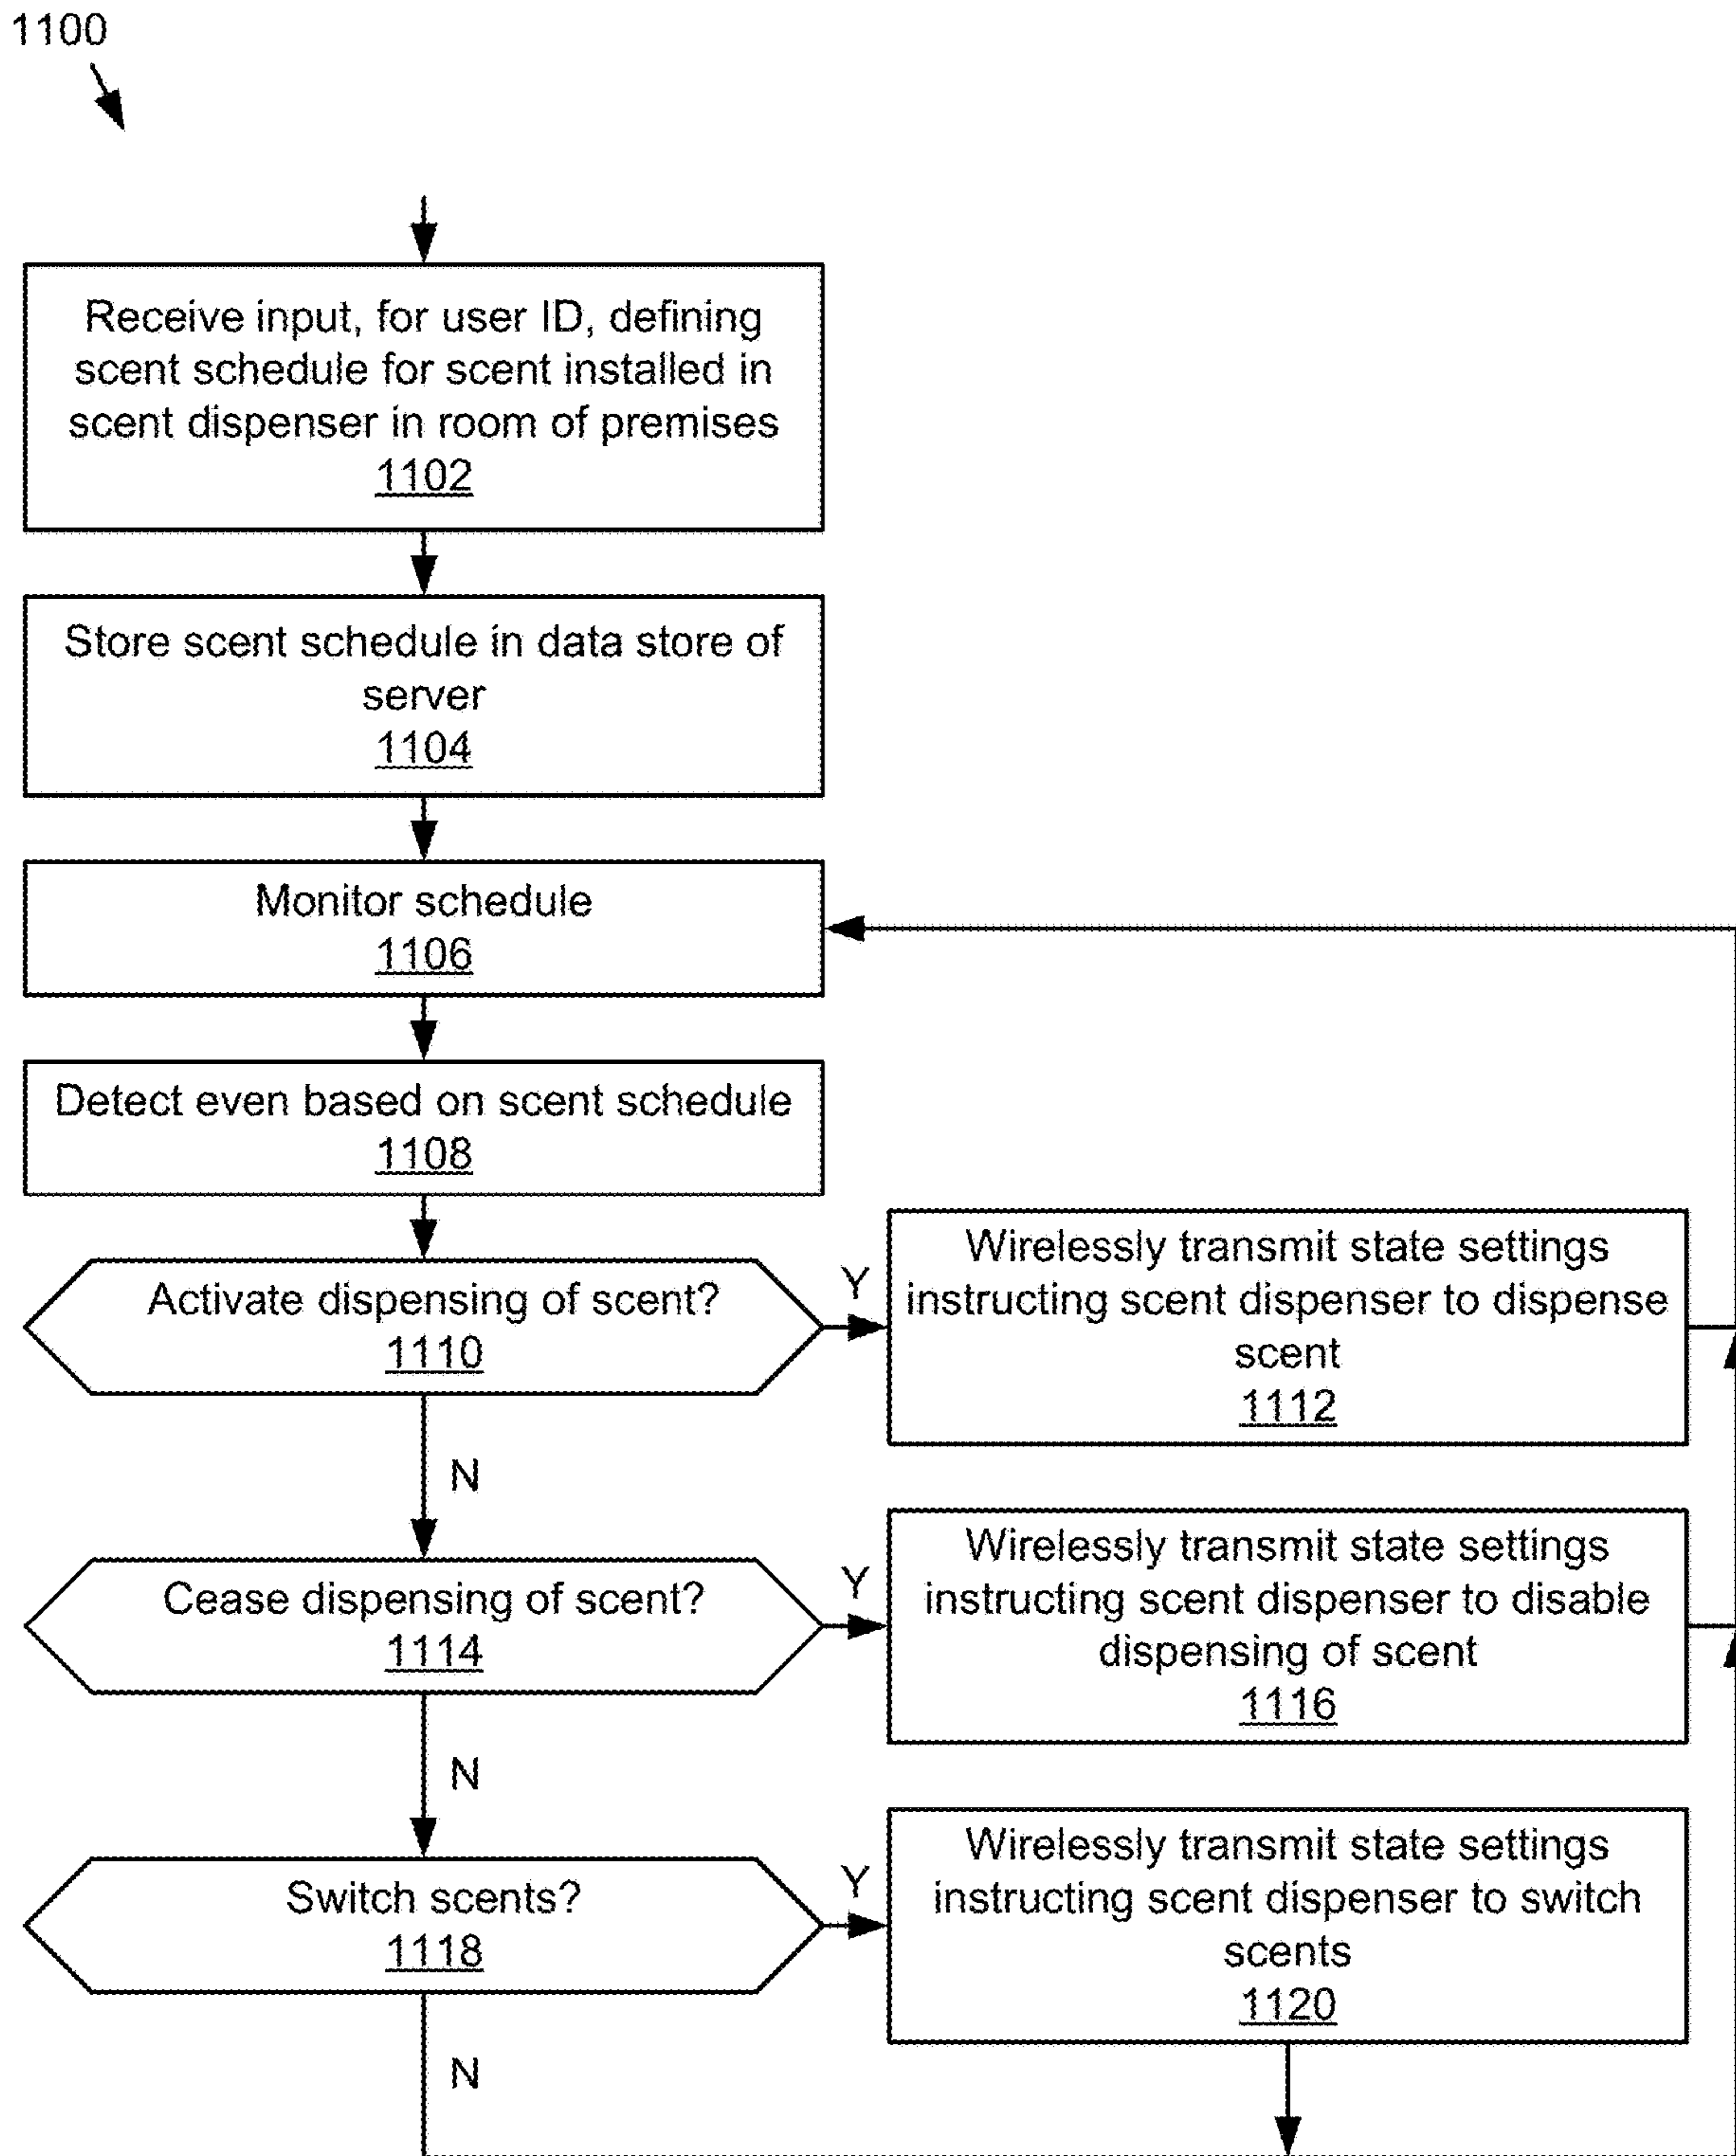 1100
Receive input, for user ID, defining
scent schedule for scent installed in
scent dispenser in room of premises
1102
Store scent schedule in data store of
server
1104
Monitor schedule
1106
Detect even based on scent schedule
1108
Activate dispensing of scent?
1110
Y
Wirelessly transmit state settings
instructing scent dispenser to dispense
scent
1112
N
Cease dispensing of scent?
1114
Y
Wirelessly transmit state settings
instructing scent dispenser to disable
dispensing of scent
1116
N
Switch scents?
1118
Y
Wirelessly transmit state settings
instructing scent dispenser to switch
scents
1120
N